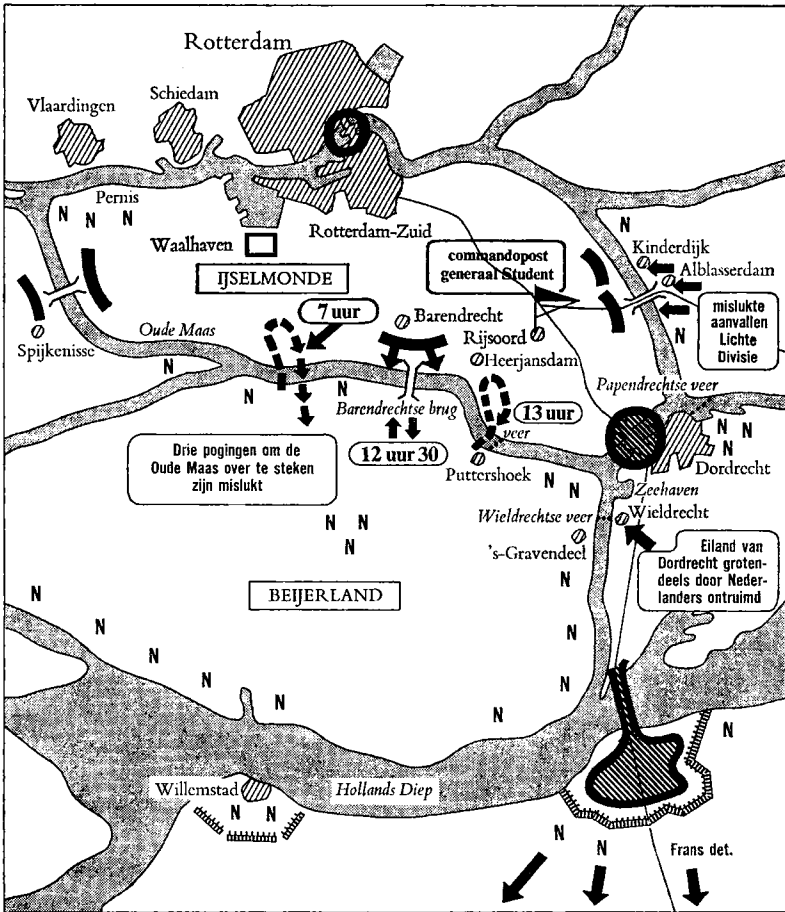 Rotterdam
Vlaardingen
Schiedam
Pernis
N
N
N
Waalhaven
Rotterdam-Zuid
N
commandopost
generaal Student
Kinderdijk
Alblasserdam
IJSELMONDE
7 uur
Barendrecht
Spijkenisse
Oude Maas
Rijsoord
Heerjansdam
N
mislukte
aanvallen
Lichte
Divisie
N
N
N
Papendrechtse veer
Barendrechtse brug
13 uur
veer
N
N
N
Drie pogingen om de
Oude Maas over te steken
zijn mislukt
12 uur 30
Puttershoek
Dordrecht
N
N
Zeehaven
Wieldrechtse veer
Wieldrecht
N
N
N
's-Gravendeel
Eiland van
Dordrecht groten-
deels door Neder-
landers ontruimd
N
BEIJERLAND
N
N
N
N
N
N
N
N
N
Willemstad
Hollands Diep
N
N
N
N
Frans det.